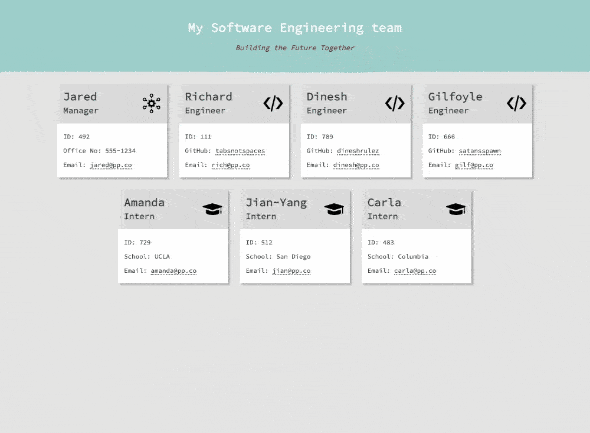 My Software Engineering team
Building the Future Together
Jared
Manager
ID: 492
Office No: 555-1234
Email: jared@pp.co
Richard
Engineer
ID: 111
GitHub: tabsnotspaces
Email: rich@pp.co
Dinesh
Engineer
ID: 789
GitHub: dineshrulez
Email: dinesh@pp.co
Gilfoyle
Engineer
ID: 666
GitHub: satansspawn
Email: gilf@pp.co
Amanda
Intern
ID: 729
School: UCLA
Email: amanda@pp.co
Jian-Yang
Intern
ID: 512
School: San Diego
Email: jian@pp.co
Carla
Intern
ID: 483
School: Columbia
Email: carla@pp.co